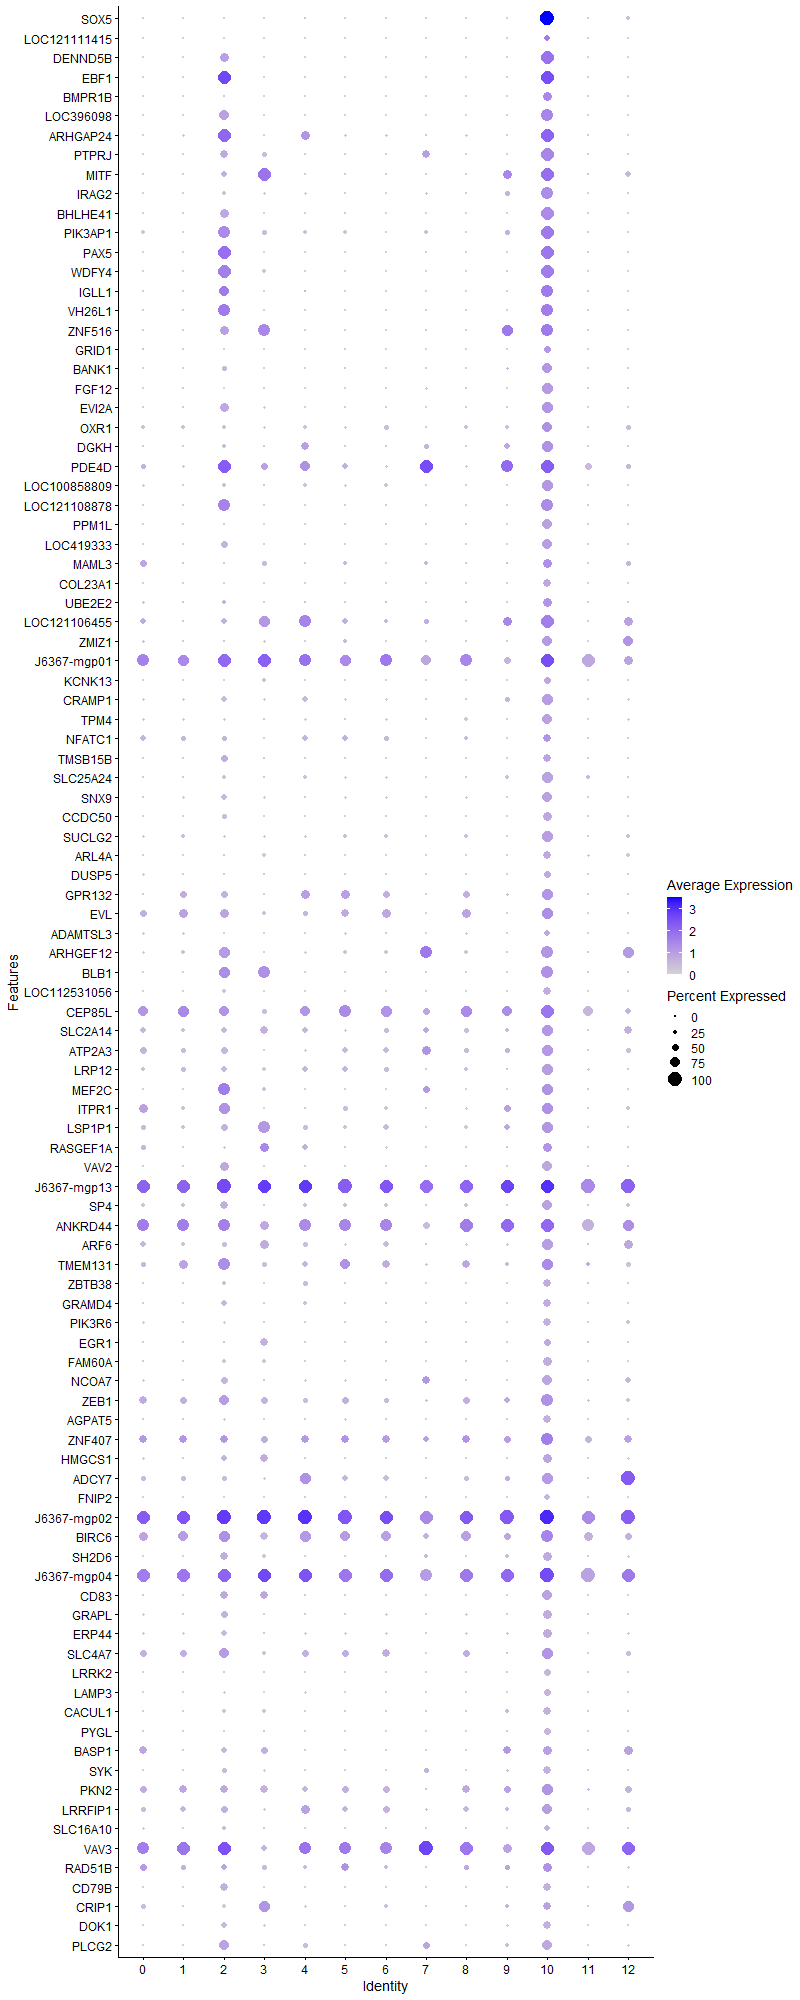 SOX5
LOC121111415
DENND5B
EBF1
BMPR1B
LOC396098
ARHGAP24
PTPRJ
MITF
IRAG2
BHLHE41
PIK3AP1
PAX5
WDFY4
IGLL1
VH26L1
ZNF516
GRID1
BANK1
FGF12
EVI2A
OXR1
DGKH
PDE4D
LOC100858809
LOC121108878
PPM1L
LOC419333
MAML3
COL23A1
UBE2E2
LOC121106455
ZMIZ1
J6367-mgp01
KCNK13
CRAMP1
TPM4
NFATC1
TMSB15B
SLC25A24
SNX9
CCDC50
SUCLG2
ARL4A
DUSP5
GPR132
EVL
ADAMTSL3
ARHGEF12
BLB1
LOC112531056
CEP85L
SLC2A14
ATP2A3
LRP12
MEF2C
ITPR1
LSP1P1
RASGEF1A
VAV2
J6367-mgp13
SP4
ANKRD44
ARF6
TMEM131
ZBTB38
GRAMD4
PIK3R6
EGR1
FAM60A
NCOA7
ZEB1
AGPAT5
ZNF407
HMGCS1
ADCY7
FNIP2
J6367-mgp02
BIRC6
SH2D6
J6367-mgp04
CD83
GRAPL
ERP44
SLC4A7
LRRK2
LAMP3
CACUL1
PYGL
BASP1
SYK
PKN2
LRRFIP1
SLC16A10
VAV3
RAD51B
CD79B
CRIP1
DOK1
PLCG2
Features
0 1 2 3 4 5 6 7 8 9 10 11 12
Identity
Average Expression
3
2
1
0
Percent Expressed
0
25
50
75
100